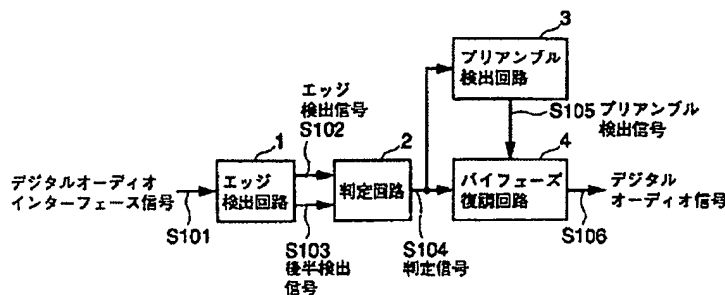 3
プリアンブル
検出回路
エッジ
検出信号
S102
S105 プリアンブル
検出信号
1
2
4
デジタルオーディオ
インターフェース信号
エッジ
検出回路
判定回路
バイフェーズ
復調回路
デジタル
オーディオ信号
S101
S103
後半検出
信号
S104
判定信号
S106